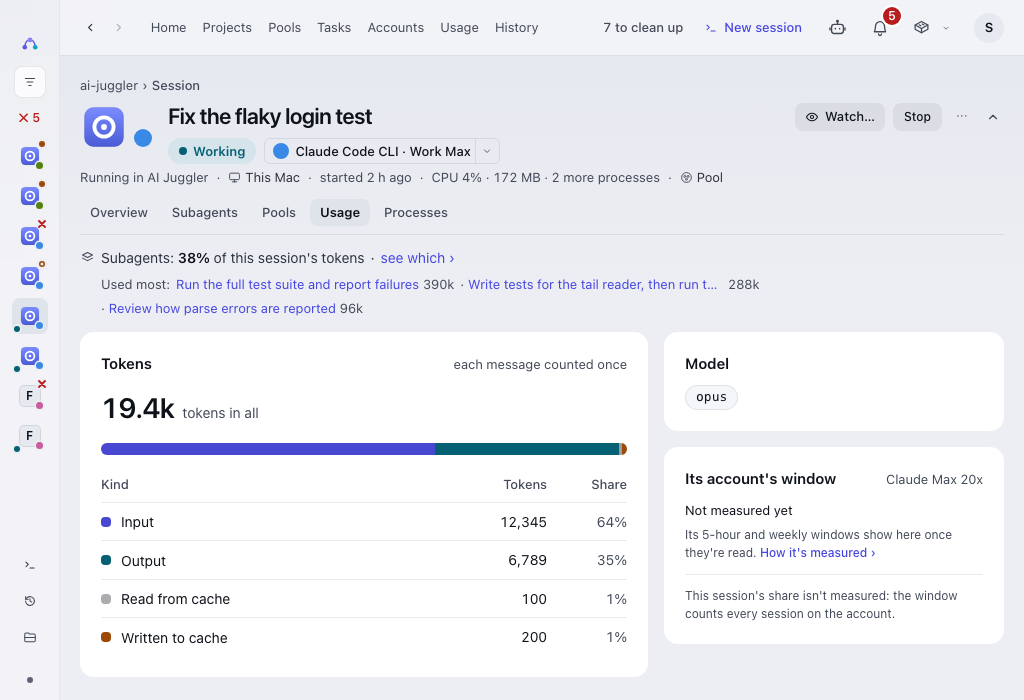 Home Projects Pools Tasks Accounts Usage History 7 to clean up New session 5 S
5
ai-juggler › Session
Fix the flaky login test
Watch... Stop ...
Working Claude Code CLI · Work Max
Running in AI Juggler · This Mac · started 2 h ago · CPU 4% · 172 MB · 2 more processes · Pool
Overview Subagents Pools Usage Processes
Subagents: 38% of this session's tokens · see which ›
Used most: Run the full test suite and report failures 390k · Write tests for the tail reader, then run t... 288k
· Review how parse errors are reported 96k
F
F
Tokens each message counted once
19.4k tokens in all
Kind Tokens Share
Input 12,345 64%
Output 6,789 35%
Read from cache 100 1%
Written to cache 200 1%
Model
opus
Its account's window Claude Max 20x
Not measured yet
Its 5-hour and weekly windows show here once
they're read. How it's measured ›
This session's share isn't measured: the window
counts every session on the account.